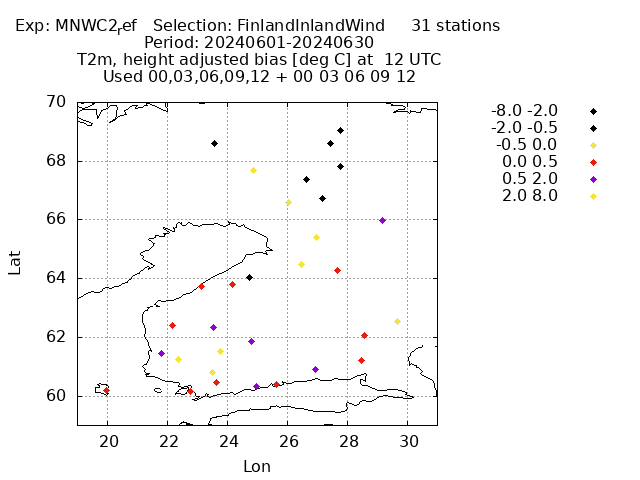 Exp: MNWC2ref   Selection: FinlandInlandWind     31 stations
Period: 20240601-20240630
T2m, height adjusted bias [deg C] at  12 UTC
Used 00,03,06,09,12 + 00 03 06 09 12
70
68
66
64
62
60
Lat
20 22 24 26 28 30
Lon
-8.0 -2.0
-2.0 -0.5
-0.5 0.0
0.0 0.5
0.5 2.0
2.0 8.0